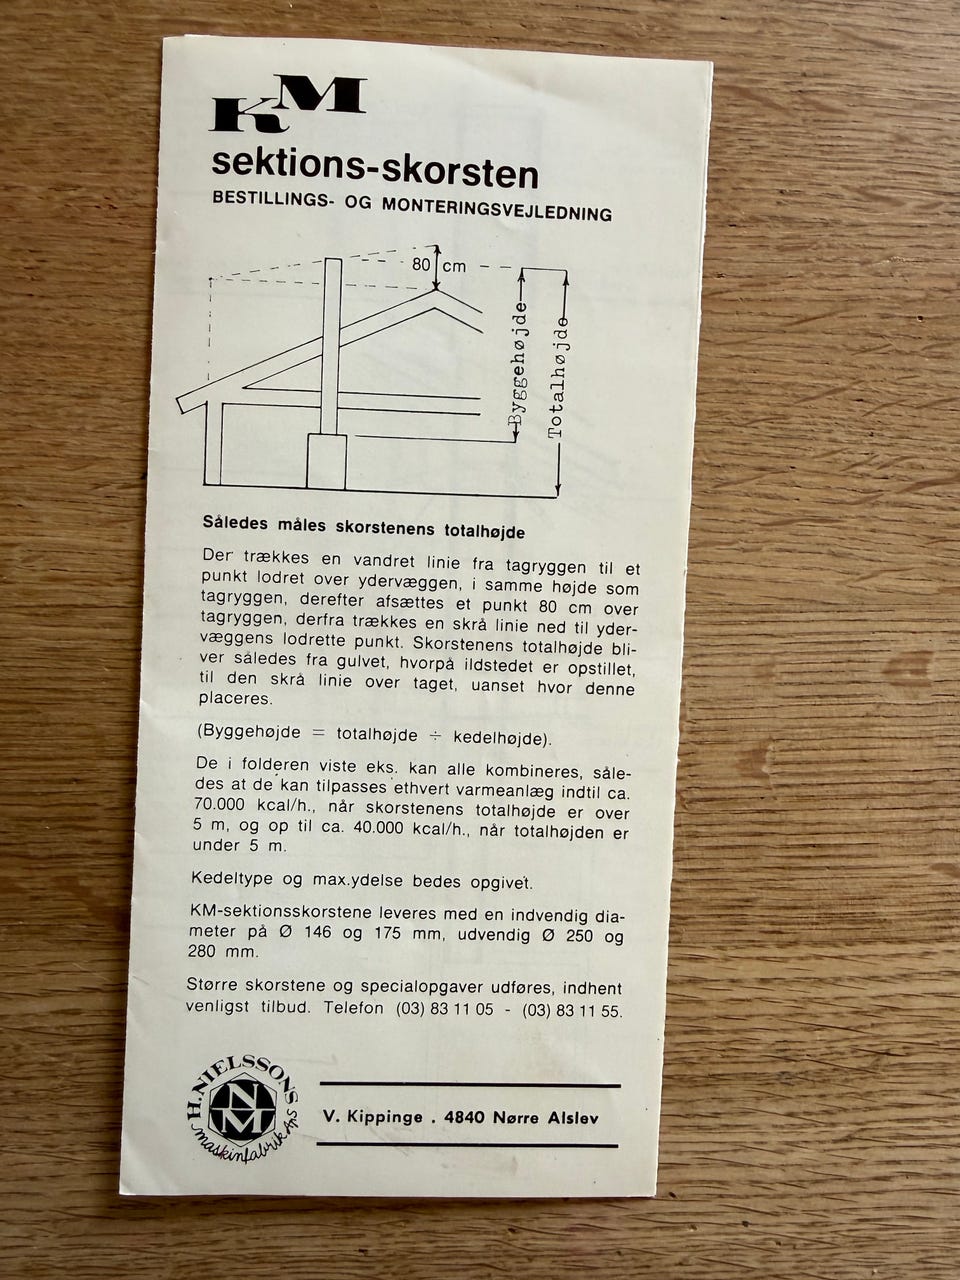 KM
sektions-skorsten
BESTILLINGS- OG MONTERINGSVEJLEDNING
80 cm
Byggehøjde
Totalhøjde
Således måles skorstenens totalhøjde
Der trækkes en vandret linie fra tagryggen til et
punkt lodret over ydervæggen, i samme højde som
tagryggen, derefter afsættes et punkt 80 cm over
tagryggen, derfra trækkes en skrå linie ned til yder-
væggens lodrette punkt. Skorstenens totalhøjde bli-
ver således fra gulvet, hvorpå ildstedet er opstillet,
til den skrå linie over taget, uanset hvor denne
placeres.
(Byggehøjde = totalhøjde ÷ kedelhøjde).
De i folderen viste eks. kan alle kombineres, såle-
des at de kan tilpasses ethvert varmeanlæg indtil ca.
70.000 kcal/h., når skorstenens totalhøjde er over
5 m, og op til ca. 40.000 kcal/h., når totalhøjden er
under 5 m.
Kedeltype og max.ydelse bedes opgivet.
KM-sektionsskorstene leveres med en indvendig dia-
meter på Ø 146 og 175 mm, udvendig Ø 250 og
280 mm.
Større skorstene og specialopgaver udføres, indhent
venligst tilbud. Telefon (03) 83 11 05 - (03) 83 11 55.
H. NIELSSONS
NM
maskinfabrik ApS
V. Kippinge . 4840 Nørre Alslev